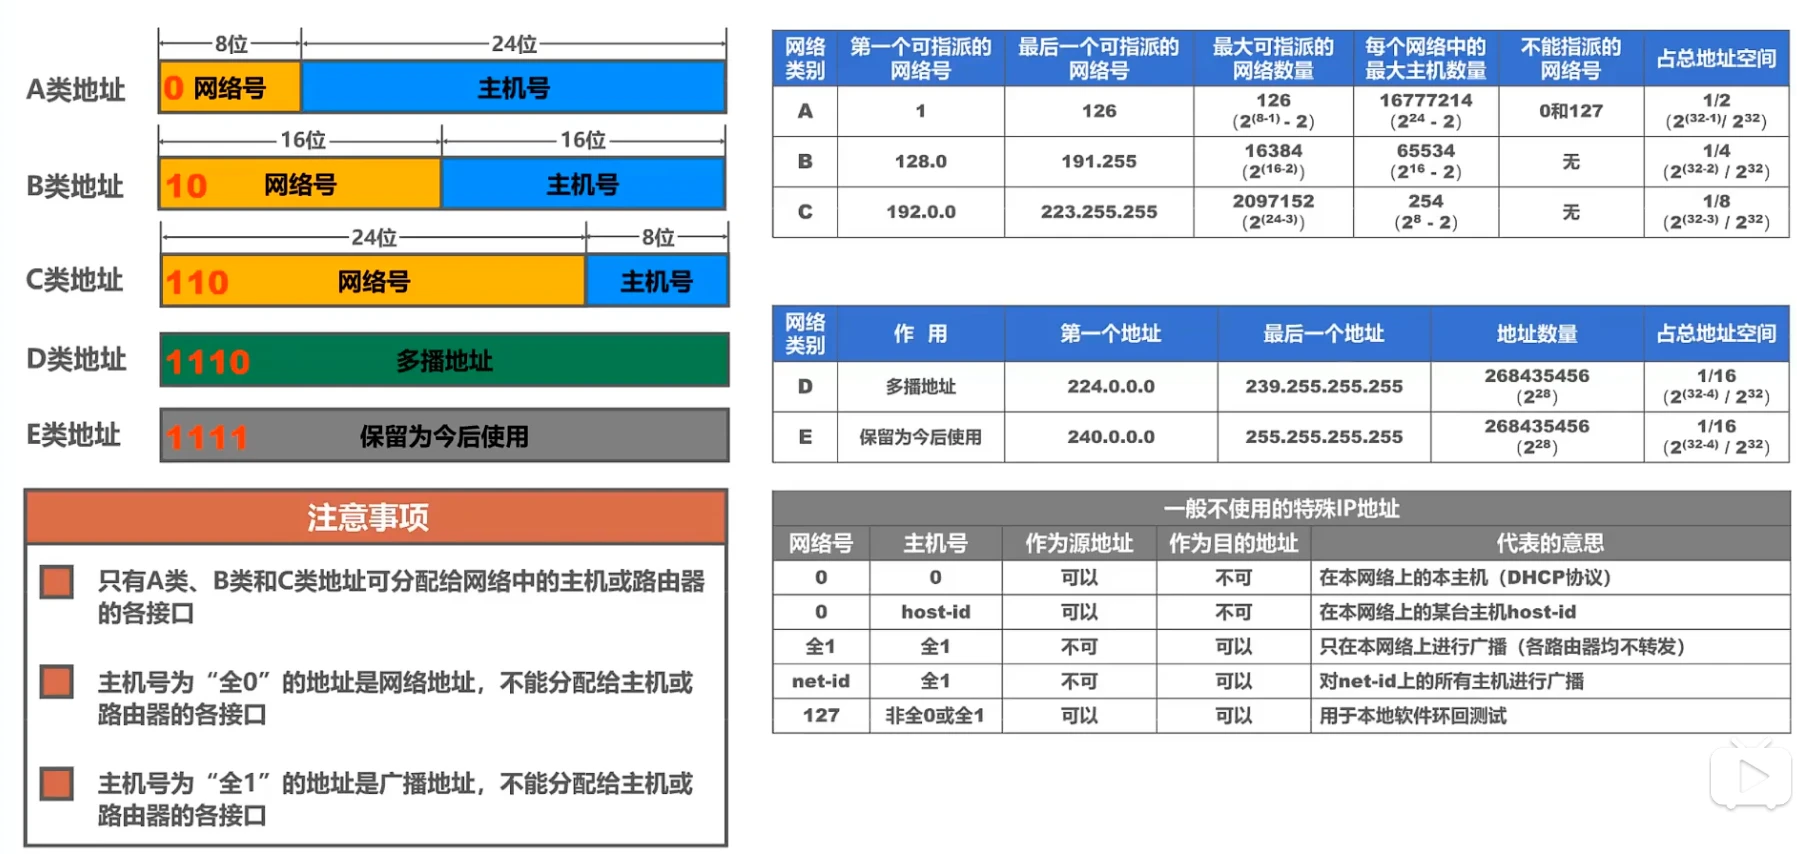 8位 24位
A类地址 0 网络号 主机号
16位 16位
B类地址 10 网络号 主机号
24位 8位
C类地址 110 网络号 主机号
D类地址 1110 多播地址
E类地址 1111 保留为今后使用
注意事项
只有A类、B类和C类地址可分配给网络中的主机或路由器
的各接口
主机号为“全0”的地址是网络地址，不能分配给主机或
路由器的各接口
主机号为“全1”的地址是广播地址，不能分配给主机或
路由器的各接口
网络类别 第一个可指派的网络号 最后一个可指派的网络号 最大可指派的网络数量 每个网络中的最大主机数量 不能指派的网络号 占总地址空间
A 1 126 126 (2^(8-1) - 2) 16777214 (2^24 - 2) 0和127 1/2 (2^(32-1)/ 2^32)
B 128.0 191.255 16384 (2^(16-2)) 65534 (2^16 - 2) 无 1/4 (2^(32-2) / 2^32)
C 192.0.0 223.255.255 2097152 (2^(24-3)) 254 (2^8 - 2) 无 1/8 (2^(32-3) / 2^32)
网络类别 作 用 第一个地址 最后一个地址 地址数量 占总地址空间
D 多播地址 224.0.0.0 239.255.255.255 268435456 (2^28) 1/16 (2^(32-4) / 2^32)
E 保留为今后使用 240.0.0.0 255.255.255.255 268435456 (2^28) 1/16 (2^(32-4) / 2^32)
一般不使用的特殊IP地址
网络号 主机号 作为源地址 作为目的地址 代表的意思
0 0 可以 不可 在本网络上的本主机（DHCP协议）
0 host-id 可以 不可 在本网络上的某台主机host-id
全1 全1 不可 可以 只在本网络上进行广播（各路由器均不转发）
net-id 全1 不可 可以 对net-id上的所有主机进行广播
127 非全0或全1 可以 可以 用于本地软件环回测试